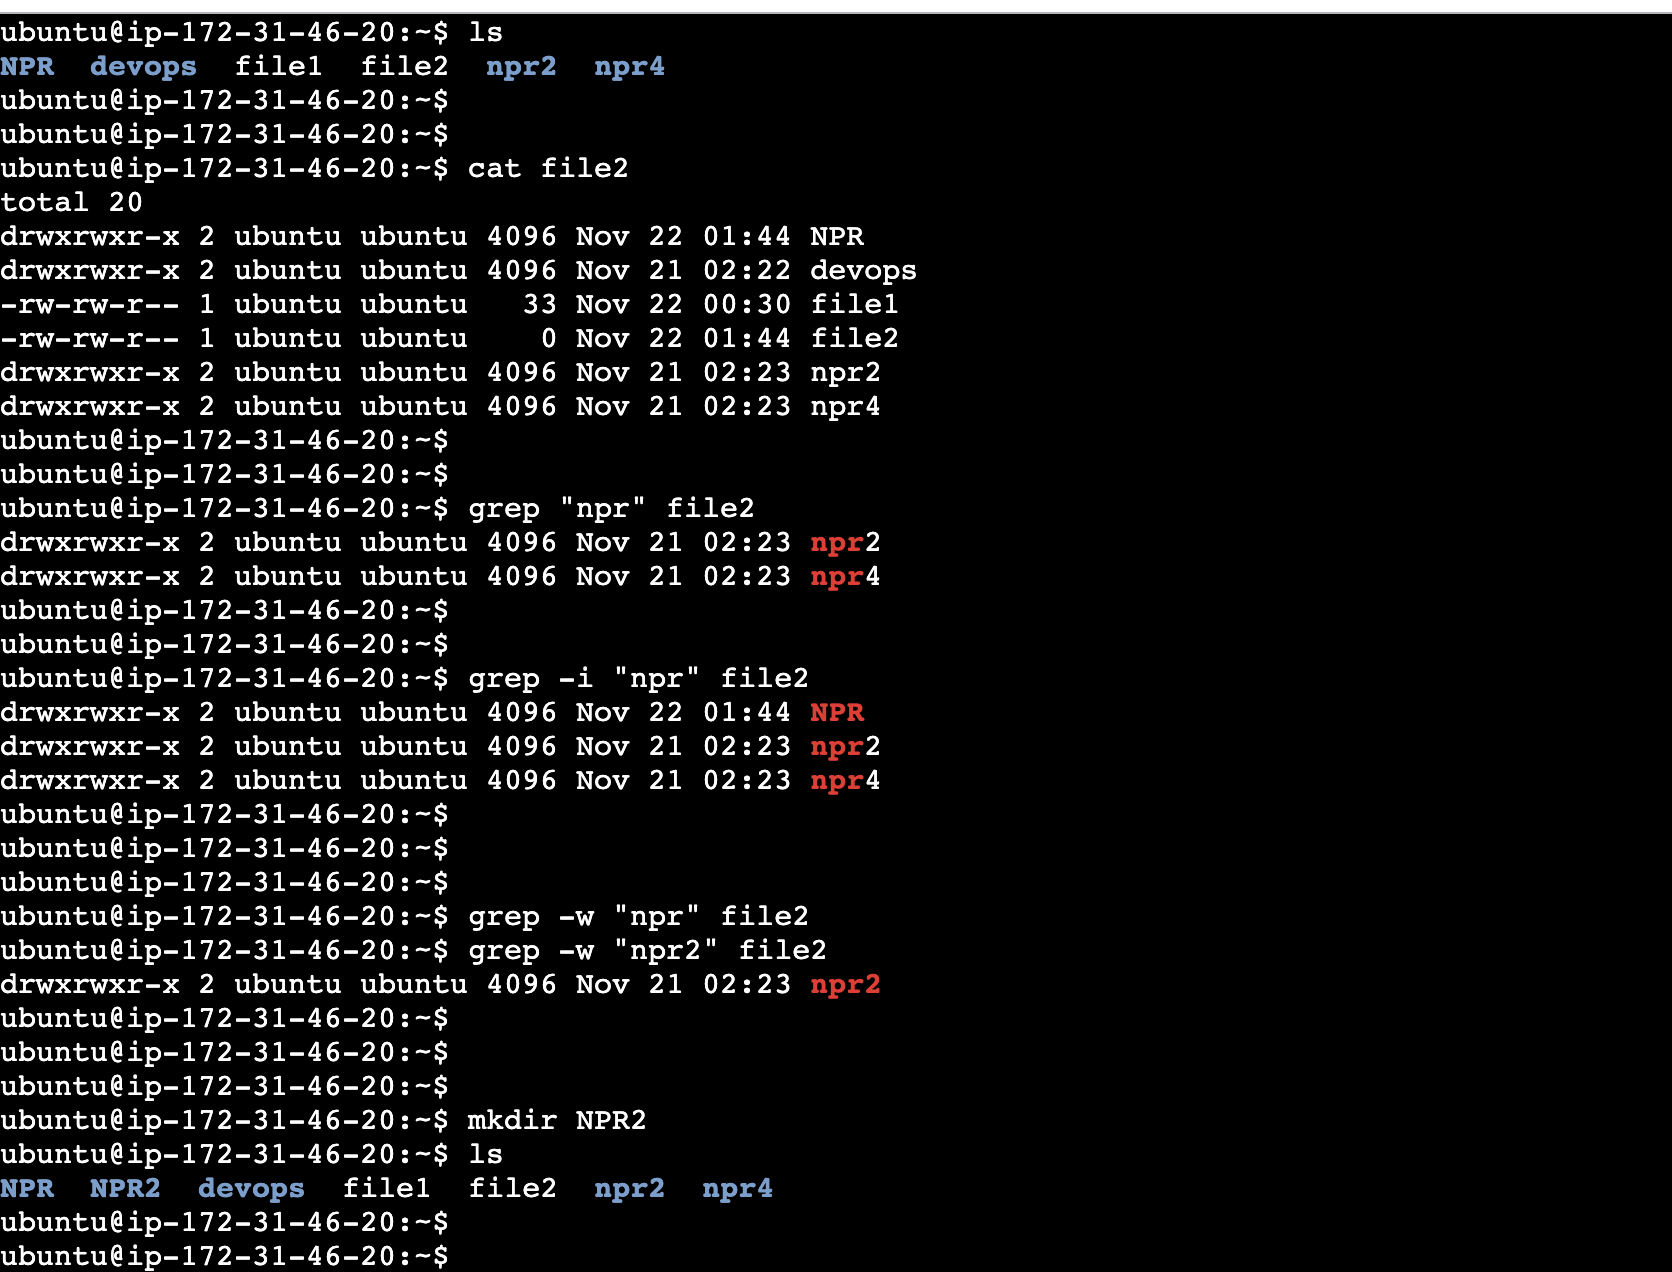 ubuntu@ip-172-31-46-20:~$ ls
NPR  devops  file1  file2  npr2  npr4
ubuntu@ip-172-31-46-20:~$
ubuntu@ip-172-31-46-20:~$
ubuntu@ip-172-31-46-20:~$ cat file2
total 20
drwxrwxr-x 2 ubuntu ubuntu 4096 Nov 22 01:44 NPR
drwxrwxr-x 2 ubuntu ubuntu 4096 Nov 21 02:22 devops
-rw-rw-r-- 1 ubuntu ubuntu   33 Nov 22 00:30 file1
-rw-rw-r-- 1 ubuntu ubuntu    0 Nov 22 01:44 file2
drwxrwxr-x 2 ubuntu ubuntu 4096 Nov 21 02:23 npr2
drwxrwxr-x 2 ubuntu ubuntu 4096 Nov 21 02:23 npr4
ubuntu@ip-172-31-46-20:~$
ubuntu@ip-172-31-46-20:~$
ubuntu@ip-172-31-46-20:~$ grep "npr" file2
drwxrwxr-x 2 ubuntu ubuntu 4096 Nov 21 02:23 npr2
drwxrwxr-x 2 ubuntu ubuntu 4096 Nov 21 02:23 npr4
ubuntu@ip-172-31-46-20:~$
ubuntu@ip-172-31-46-20:~$
ubuntu@ip-172-31-46-20:~$ grep -i "npr" file2
drwxrwxr-x 2 ubuntu ubuntu 4096 Nov 22 01:44 NPR
drwxrwxr-x 2 ubuntu ubuntu 4096 Nov 21 02:23 npr2
drwxrwxr-x 2 ubuntu ubuntu 4096 Nov 21 02:23 npr4
ubuntu@ip-172-31-46-20:~$
ubuntu@ip-172-31-46-20:~$
ubuntu@ip-172-31-46-20:~$
ubuntu@ip-172-31-46-20:~$ grep -w "npr" file2
ubuntu@ip-172-31-46-20:~$ grep -w "npr2" file2
drwxrwxr-x 2 ubuntu ubuntu 4096 Nov 21 02:23 npr2
ubuntu@ip-172-31-46-20:~$
ubuntu@ip-172-31-46-20:~$
ubuntu@ip-172-31-46-20:~$
ubuntu@ip-172-31-46-20:~$ mkdir NPR2
ubuntu@ip-172-31-46-20:~$ ls
NPR  NPR2  devops  file1  file2  npr2  npr4
ubuntu@ip-172-31-46-20:~$
ubuntu@ip-172-31-46-20:~$